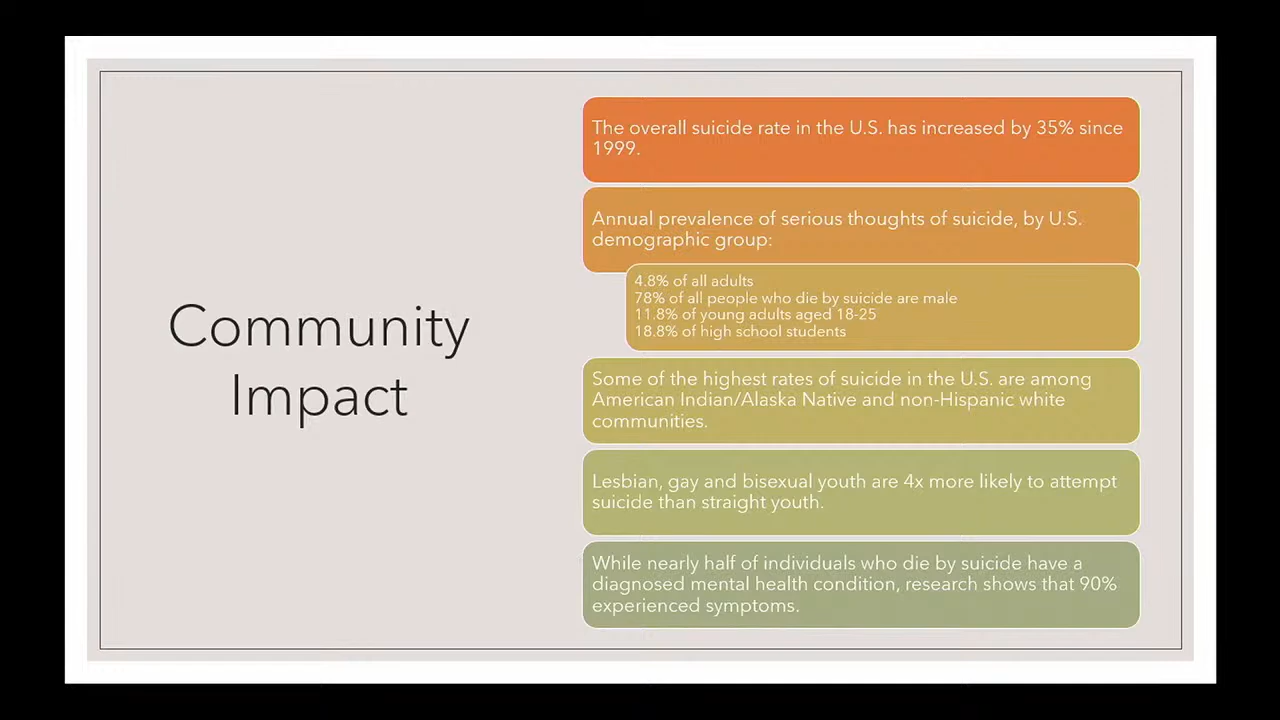 Community
Impact
The overall suicide rate in the U.S. has increased by 35% since
1999.
Annual prevalence of serious thoughts of suicide, by U.S.
demographic group:
4.8% of all adults
78% of all people who die by suicide are male
11.8% of young adults aged 18-25
18.8% of high school students
Some of the highest rates of suicide in the U.S. are among
American Indian/Alaska Native and non-Hispanic white
communities.
Lesbian, gay and bisexual youth are 4x more likely to attempt
suicide than straight youth.
While nearly half of individuals who die by suicide have a
diagnosed mental health condition, research shows that 90%
experienced symptoms.